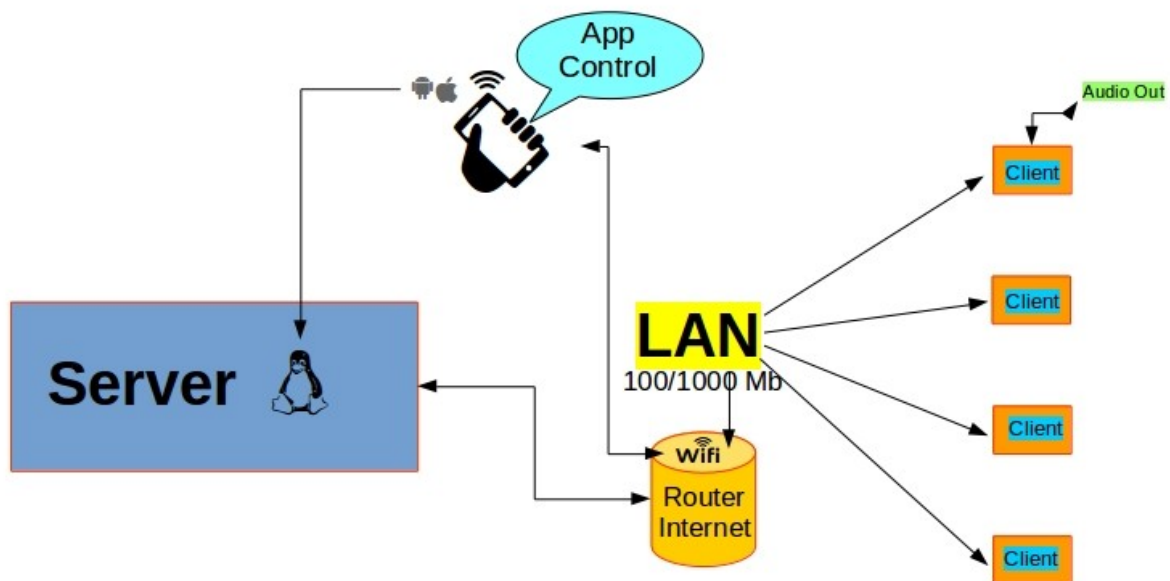 App
Control
Audio Out
Client
Client
LAN
100/1000 Mb
Server
Client
Wifi
Router
Internet
Client